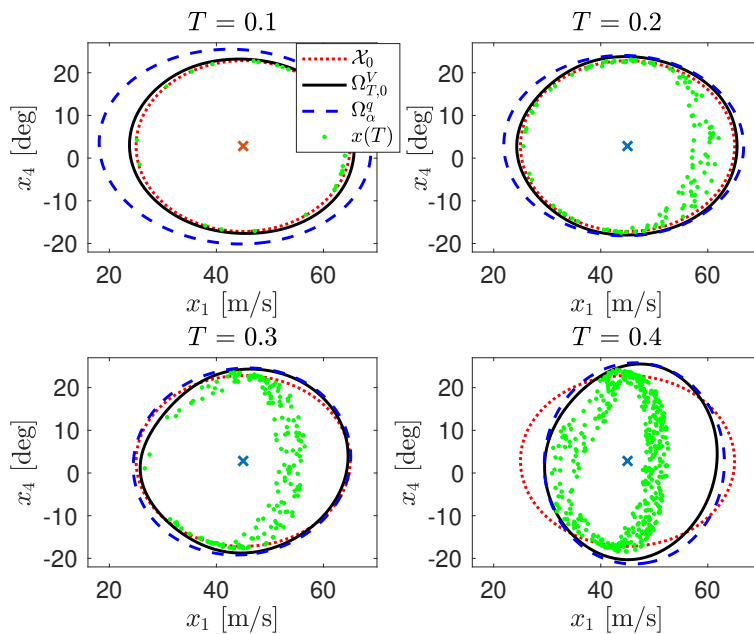 T = 0.1
20
10
0
-10
-20
x₄ [deg]
20 40 60
x₁ [m/s]
𝒳₀
Ω^V_{T,0}
Ω^q_α
x(T)
T = 0.2
20
10
0
-10
-20
x₄ [deg]
20 40 60
x₁ [m/s]
T = 0.3
20
10
0
-10
-20
x₄ [deg]
20 40 60
x₁ [m/s]
T = 0.4
20
10
0
-10
-20
x₄ [deg]
20 40 60
x₁ [m/s]